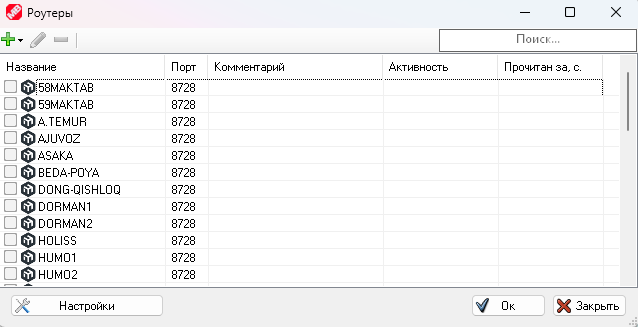 Роутеры
Поиск...
Название Порт Комментарий Активность Прочитан за, с.
58MAKTAB 8728
59MAKTAB 8728
A.TEMUR 8728
AJUVOZ 8728
ASAKA 8728
BEDA-POYA 8728
DONG-QISHLOQ 8728
DORMAN1 8728
DORMAN2 8728
HOLISS 8728
HUMO1 8728
HUMO2 8728
Настройки Ок Закрыть